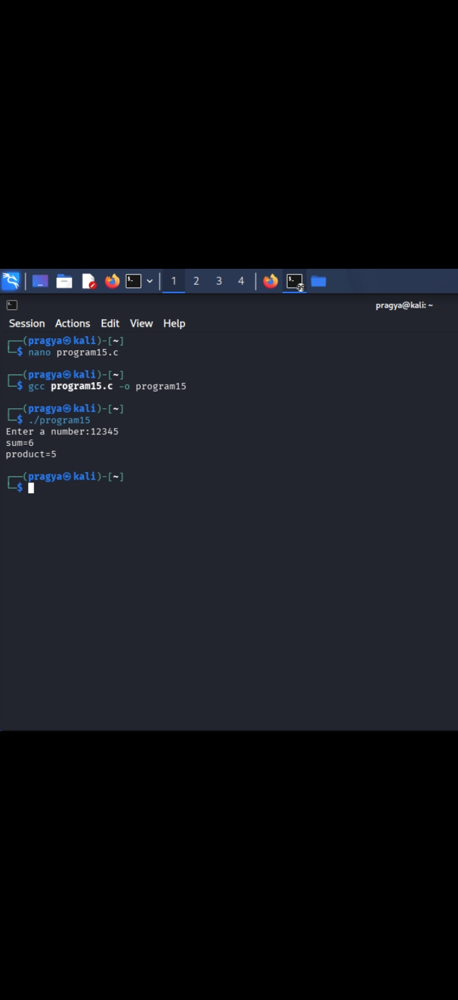 1 2 3 4
pragya@kali: ~
Session Actions Edit View Help
┌──(pragya㉿kali)-[~]
└─$ nano program15.c
┌──(pragya㉿kali)-[~]
└─$ gcc program15.c -o program15
┌──(pragya㉿kali)-[~]
└─$ ./program15
Enter a number:12345
sum=6
product=5
┌──(pragya㉿kali)-[~]
└─$